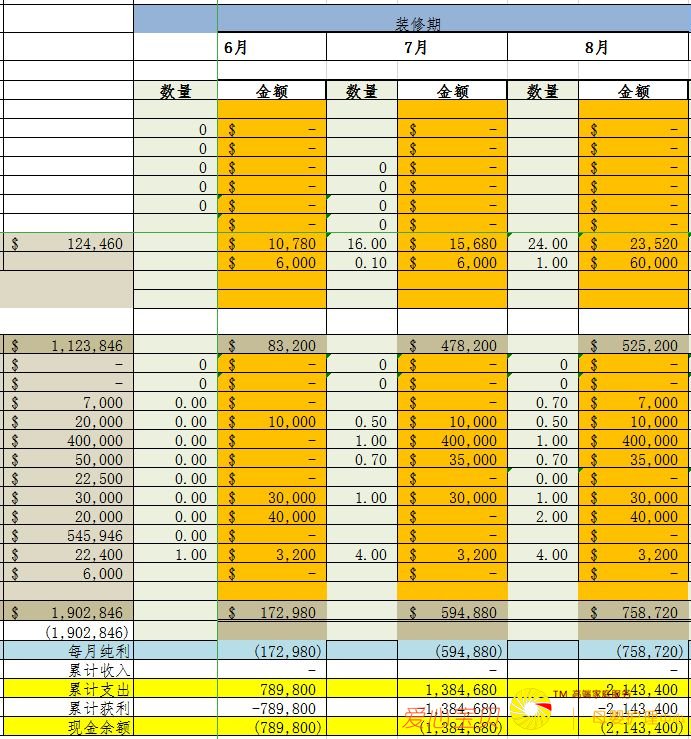 装修期
6月 7月 8月
数量 金额 数量 金额 数量 金额
0 $ - $ - $ -
0 $ - $ - $ -
0 $ - 0 $ - $ -
0 $ - 0 $ - $ -
0 $ - 0 $ - $ -
$ - 0 $ - $ -
$ 124,460 $ 10,780 16.00 $ 15,680 24.00 $ 23,520
$ 6,000 0.10 $ 6,000 1.00 $ 60,000
$ 1,123,846 $ 83,200 $ 478,200 $ 525,200
$ - 0 $ - 0 $ - 0 $ -
$ - 0 $ - 0 $ - 0 $ -
$ 7,000 0.00 $ - $ - 0.70 $ 7,000
$ 20,000 0.00 $ 10,000 0.50 $ 10,000 0.50 $ 10,000
$ 400,000 0.00 $ - 1.00 $ 400,000 1.00 $ 400,000
$ 50,000 0.00 $ - 0.70 $ 35,000 0.70 $ 35,000
$ 22,500 0.00 $ - $ - 0.00 $ -
$ 30,000 0.00 $ 30,000 1.00 $ 30,000 1.00 $ 30,000
$ 20,000 0.00 $ 40,000 $ - 2.00 $ 40,000
$ 545,946 0.00 $ - $ - $ -
$ 22,400 1.00 $ 3,200 4.00 $ 3,200 4.00 $ 3,200
$ 6,000 $ - $ - $ -
$ 1,902,846 $ 172,980 $ 594,880 $ 758,720
(1,902,846)
每月纯利 (172,980) (594,880) (758,720)
累计收入 - - -
累计支出 789,800 1,384,680 2,143,400
累计获利 -789,800 -1,384,680 -2,143,400
现金余额 (789,800) (1,384,680) (2,143,400)
TM 高端家庭服务